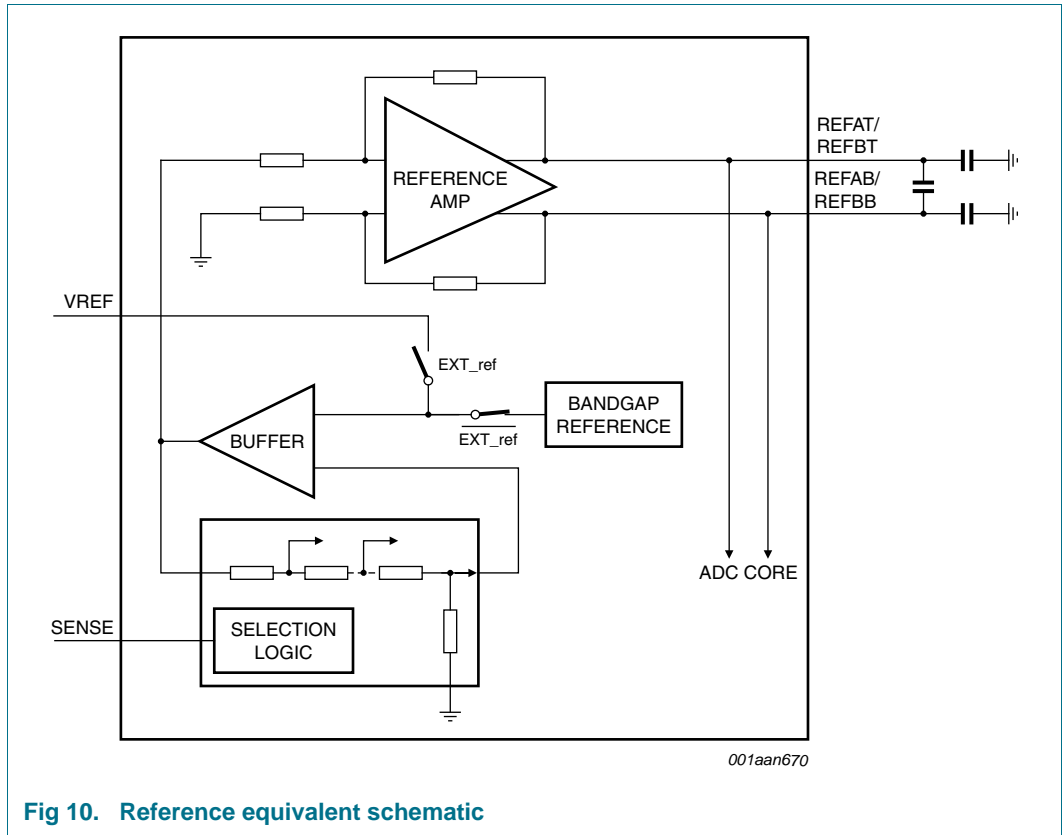 REFAT/
REFBT
REFERENCE
AMP
REFAB/
REFBB
VREF
EXT_ref
BANDGAP
REFERENCE
BUFFER
EXT_ref
ADC CORE
SENSE
SELECTION
LOGIC
001aan670
Fig 10. Reference equivalent schematic